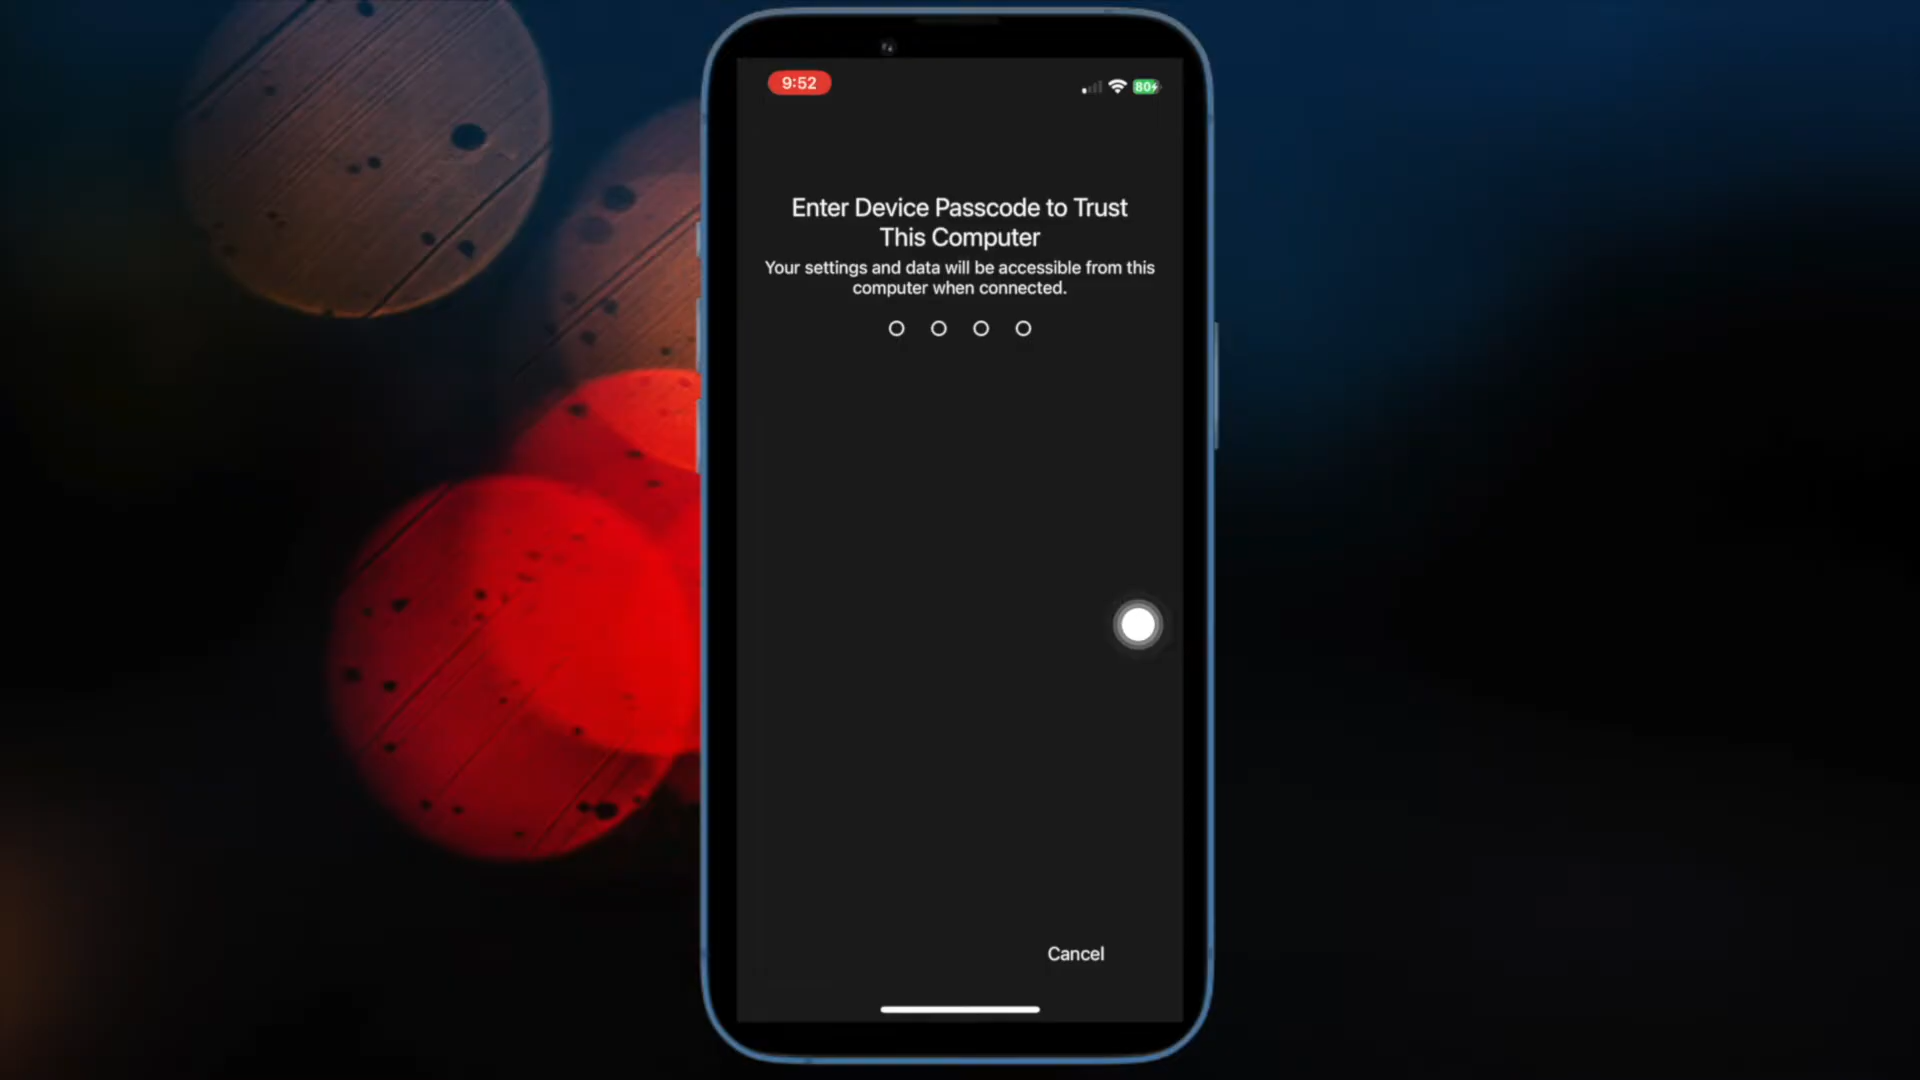 9:52
80
Enter Device Passcode to Trust
This Computer
Your settings and data will be accessible from this
computer when connected.
Cancel